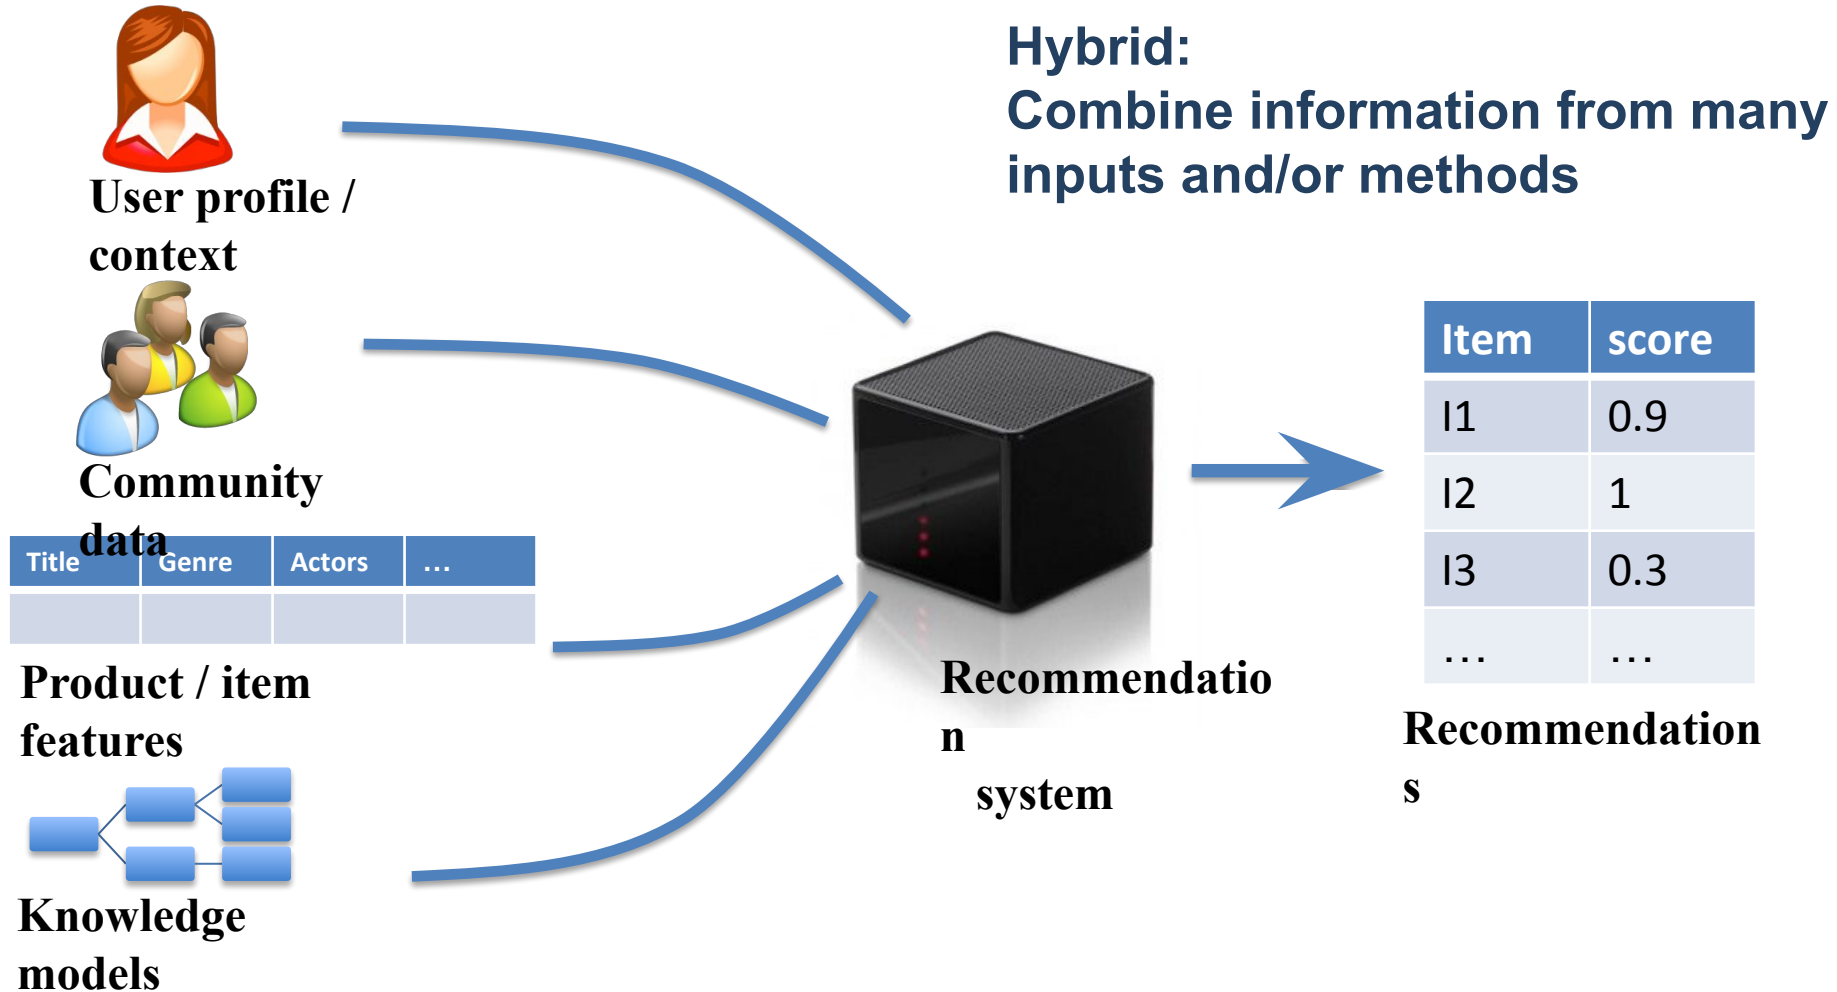 Hybrid:
Combine information from many
inputs and/or methods
User profile /
context
Community
data
Title Genre Actors ...
Product / item
features
Knowledge
models
Recommendatio
n
system
Item score
I1 0.9
I2 1
I3 0.3
... ...
Recommendation
s